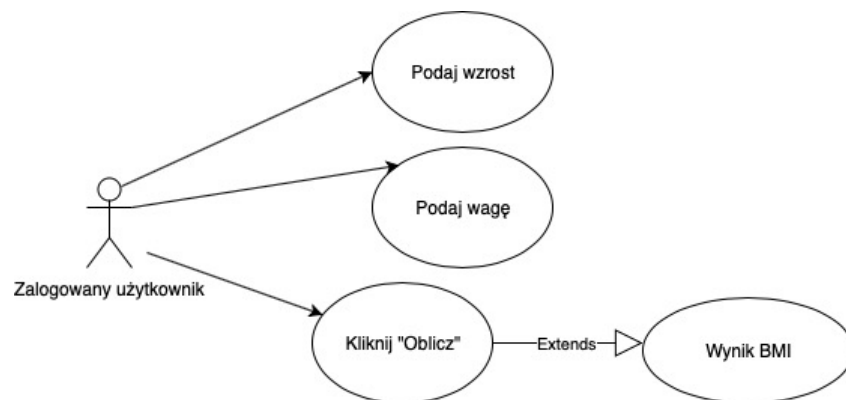 Podaj wzrost
Podaj wagę
Zalogowany użytkownik
Kliknij "Oblicz"
Extends
Wynik BMI